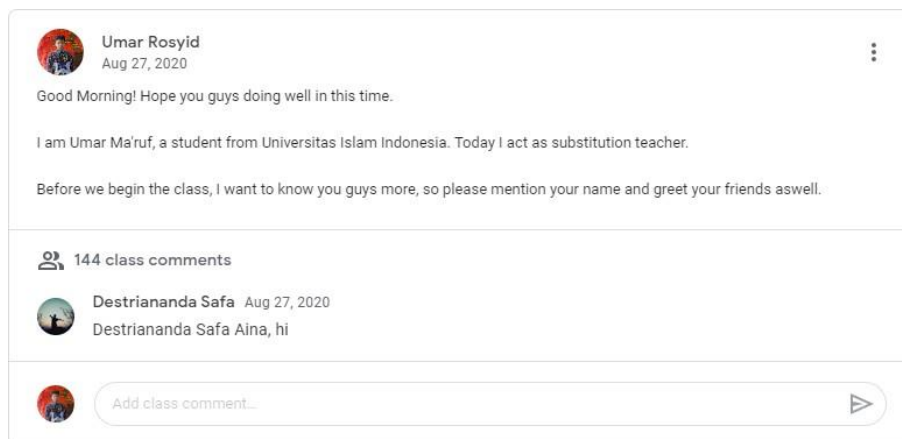 Umar Rosyid
Aug 27, 2020
Good Morning! Hope you guys doing well in this time.
I am Umar Ma'ruf, a student from Universitas Islam Indonesia. Today I act as substitution teacher.
Before we begin the class, I want to know you guys more, so please mention your name and greet your friends aswell.
144 class comments
Destriananda Safa Aug 27, 2020
Destriananda Safa Aina, hi
Add class comment...